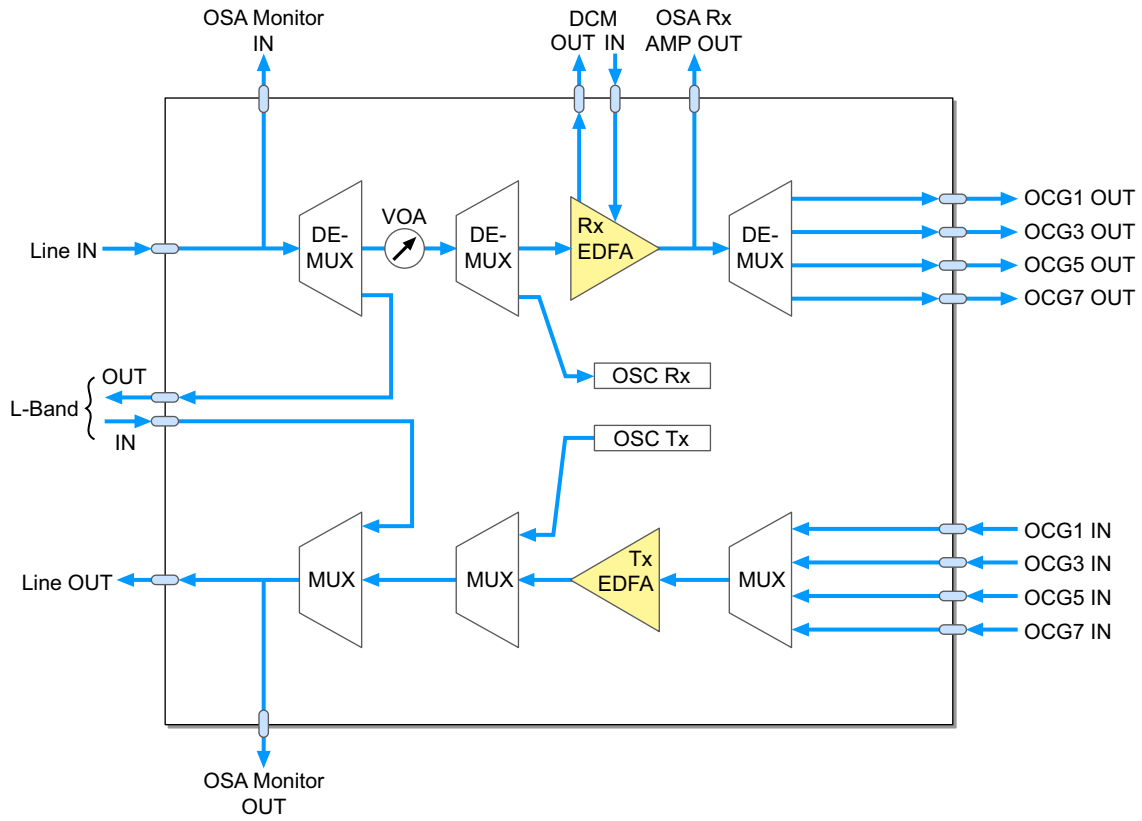 OSA Monitor
IN
DCM
OUT IN
OSA Rx
AMP OUT
Line IN
DE-
MUX
VOA
DE-
MUX
Rx
EDFA
DE-
MUX
OCG1 OUT
OCG3 OUT
OCG5 OUT
OCG7 OUT
OUT
L-Band
IN
OSC Rx
OSC Tx
Line OUT
MUX
MUX
Tx
EDFA
MUX
OCG1 IN
OCG3 IN
OCG5 IN
OCG7 IN
OSA Monitor
OUT